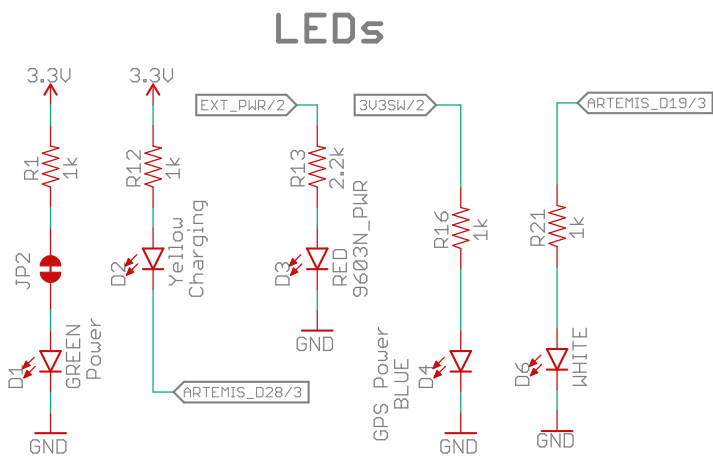 LEDs
3.3V
3.3V
EXT_PWR/2
3V3SW/2
ARTEMIS_D19/3
R1
1k
R12
1k
R13
2.2k
R16
1k
R21
1k
JP2
D2
Yellow
Charging
D3
RED
9603N_PWR
GND
D1
GREEN
Power
ARTEMIS_D28/3
GPS Power
BLUE
D4
D6
WHITE
GND
GND
GND